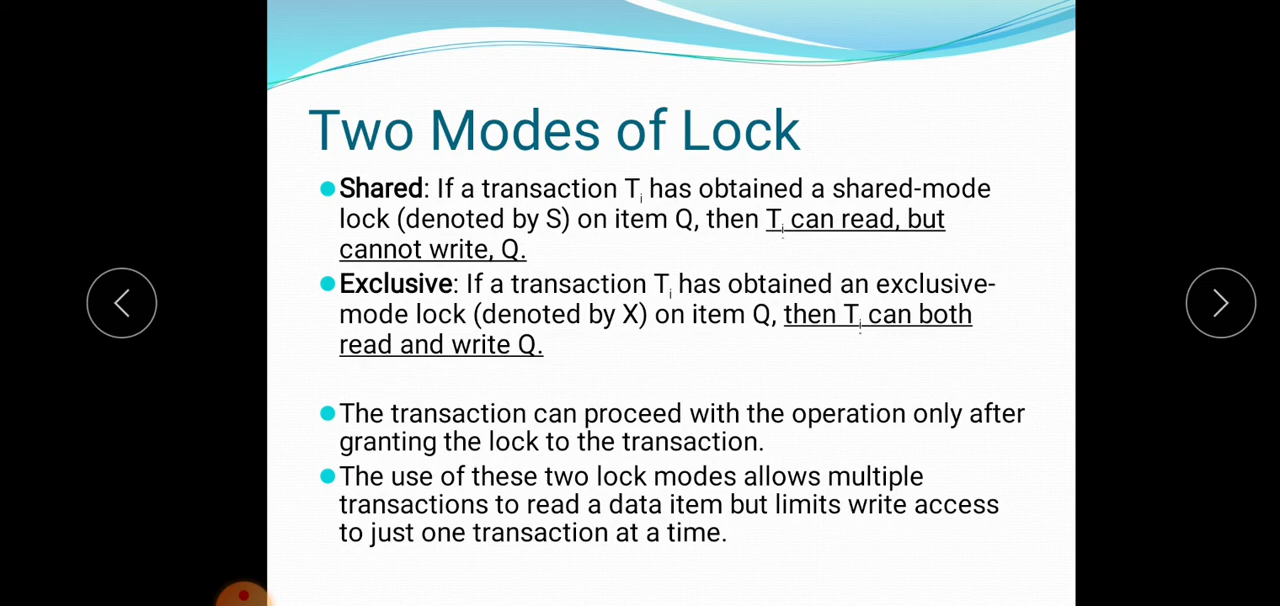 Two Modes of Lock
Shared: If a transaction Ti has obtained a shared-mode
lock (denoted by S) on item Q, then Ti can read, but
cannot write, Q.
Exclusive: If a transaction Ti has obtained an exclusive-
mode lock (denoted by X) on item Q, then Ti can both
read and write Q.
The transaction can proceed with the operation only after
granting the lock to the transaction.
The use of these two lock modes allows multiple
transactions to read a data item but limits write access
to just one transaction at a time.